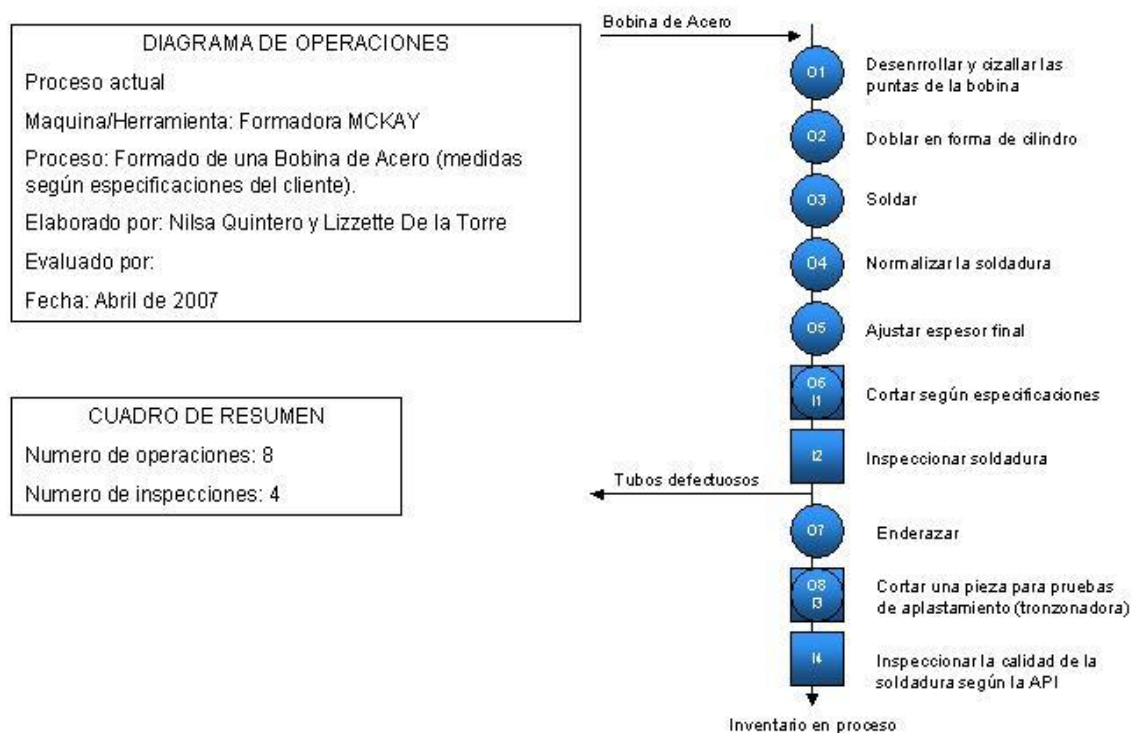 DIAGRAMA DE OPERACIONES
Proceso actual
Maquina/Herramienta: Formadora MCKAY
Proceso: Formado de una Bobina de Acero (medidas
según especificaciones del cliente).
Elaborado por: Nilsa Quintero y Lizzette De la Torre
Evaluado por:
Fecha: Abril de 2007
CUADRO DE RESUMEN
Numero de operaciones: 8
Numero de inspecciones: 4
Bobina de Acero
O1
Desenrrollar y cizallar las
puntas de la bobina
O2
Doblar en forma de cilindro
O3
Soldar
O4
Normalizar la soldadura
O5
Ajustar espesor final
O6
I1
Cortar según especificaciones
I2
Inspeccionar soldadura
Tubos defectuosos
O7
Enderazar
O8
I3
Cortar una pieza para pruebas
de aplastamiento (tronzonadora)
I4
Inspeccionar la calidad de la
soldadura según la API
Inventario en proceso